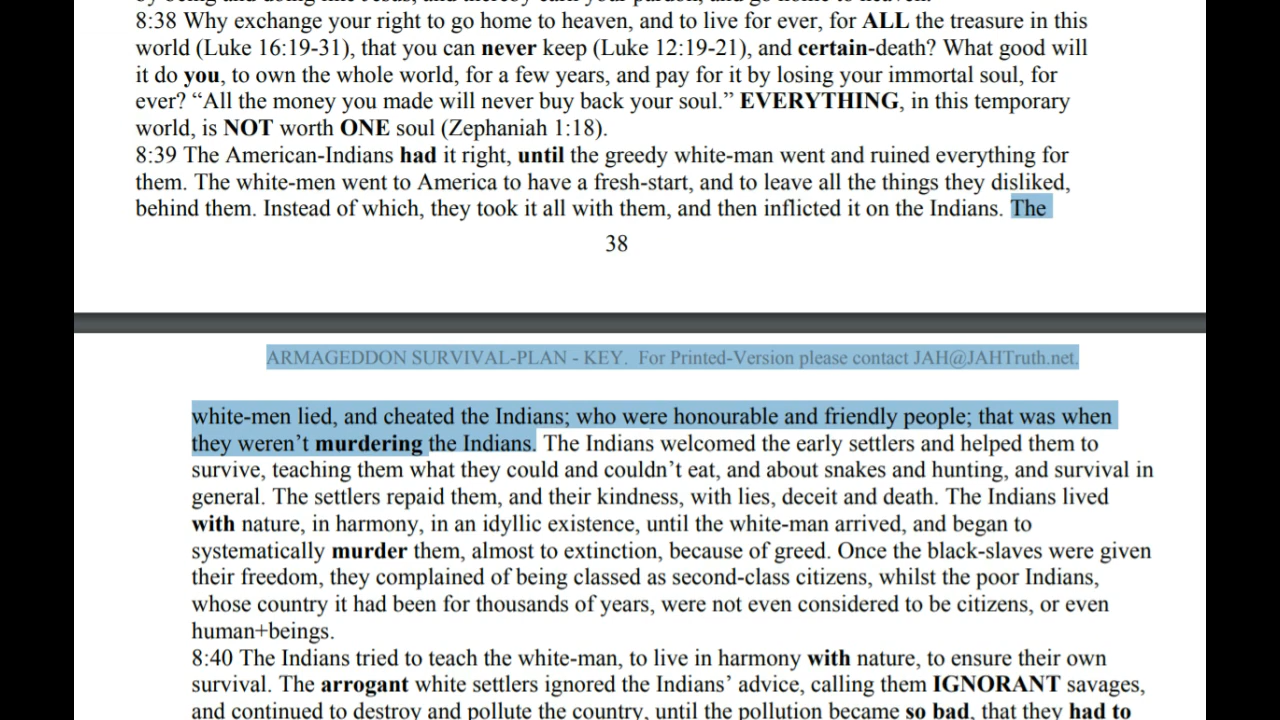 8:38 Why exchange your right to go home to heaven, and to live for ever, for ALL the treasure in this
world (Luke 16:19-31), that you can never keep (Luke 12:19-21), and certain-death? What good will
it do you, to own the whole world, for a few years, and pay for it by losing your immortal soul, for
ever? “All the money you made will never buy back your soul.” EVERYTHING, in this temporary
world, is NOT worth ONE soul (Zephaniah 1:18).
8:39 The American-Indians had it right, until the greedy white-man went and ruined everything for
them. The white-men went to America to have a fresh-start, and to leave all the things they disliked,
behind them. Instead of which, they took it all with them, and then inflicted it on the Indians. The
38
ARMAGEDDON SURVIVAL-PLAN - KEY. For Printed-Version please contact JAH@JAHTruth.net.
white-men lied, and cheated the Indians; who were honourable and friendly people; that was when
they weren’t murdering the Indians. The Indians welcomed the early settlers and helped them to
survive, teaching them what they could and couldn’t eat, and about snakes and hunting, and survival in
general. The settlers repaid them, and their kindness, with lies, deceit and death. The Indians lived
with nature, in harmony, in an idyllic existence, until the white-man arrived, and began to
systematically murder them, almost to extinction, because of greed. Once the black-slaves were given
their freedom, they complained of being classed as second-class citizens, whilst the poor Indians,
whose country it had been for thousands of years, were not even considered to be citizens, or even
human+beings.
8:40 The Indians tried to teach the white-man, to live in harmony with nature, to ensure their own
survival. The arrogant white settlers ignored the Indians’ advice, calling them IGNORANT savages,
and continued to destroy and pollute the country, until the pollution became so bad, that they had to